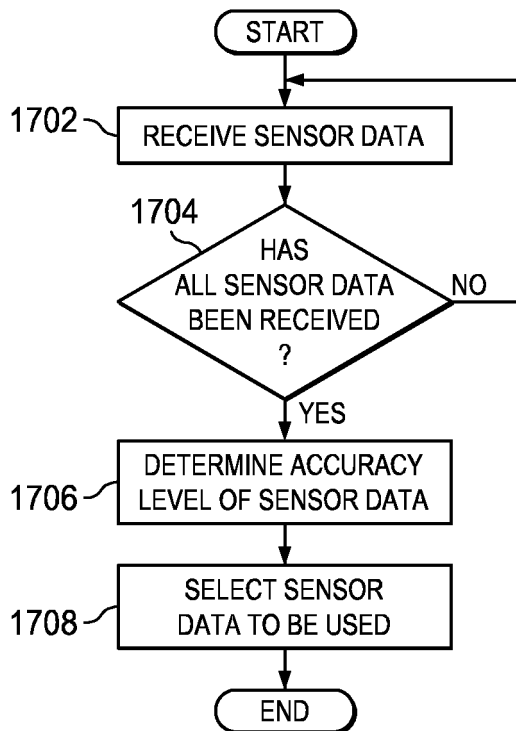 START
1702
RECEIVE SENSOR DATA
1704
HAS
ALL SENSOR DATA
BEEN RECEIVED
?
NO
YES
1706
DETERMINE ACCURACY
LEVEL OF SENSOR DATA
1708
SELECT SENSOR
DATA TO BE USED
END